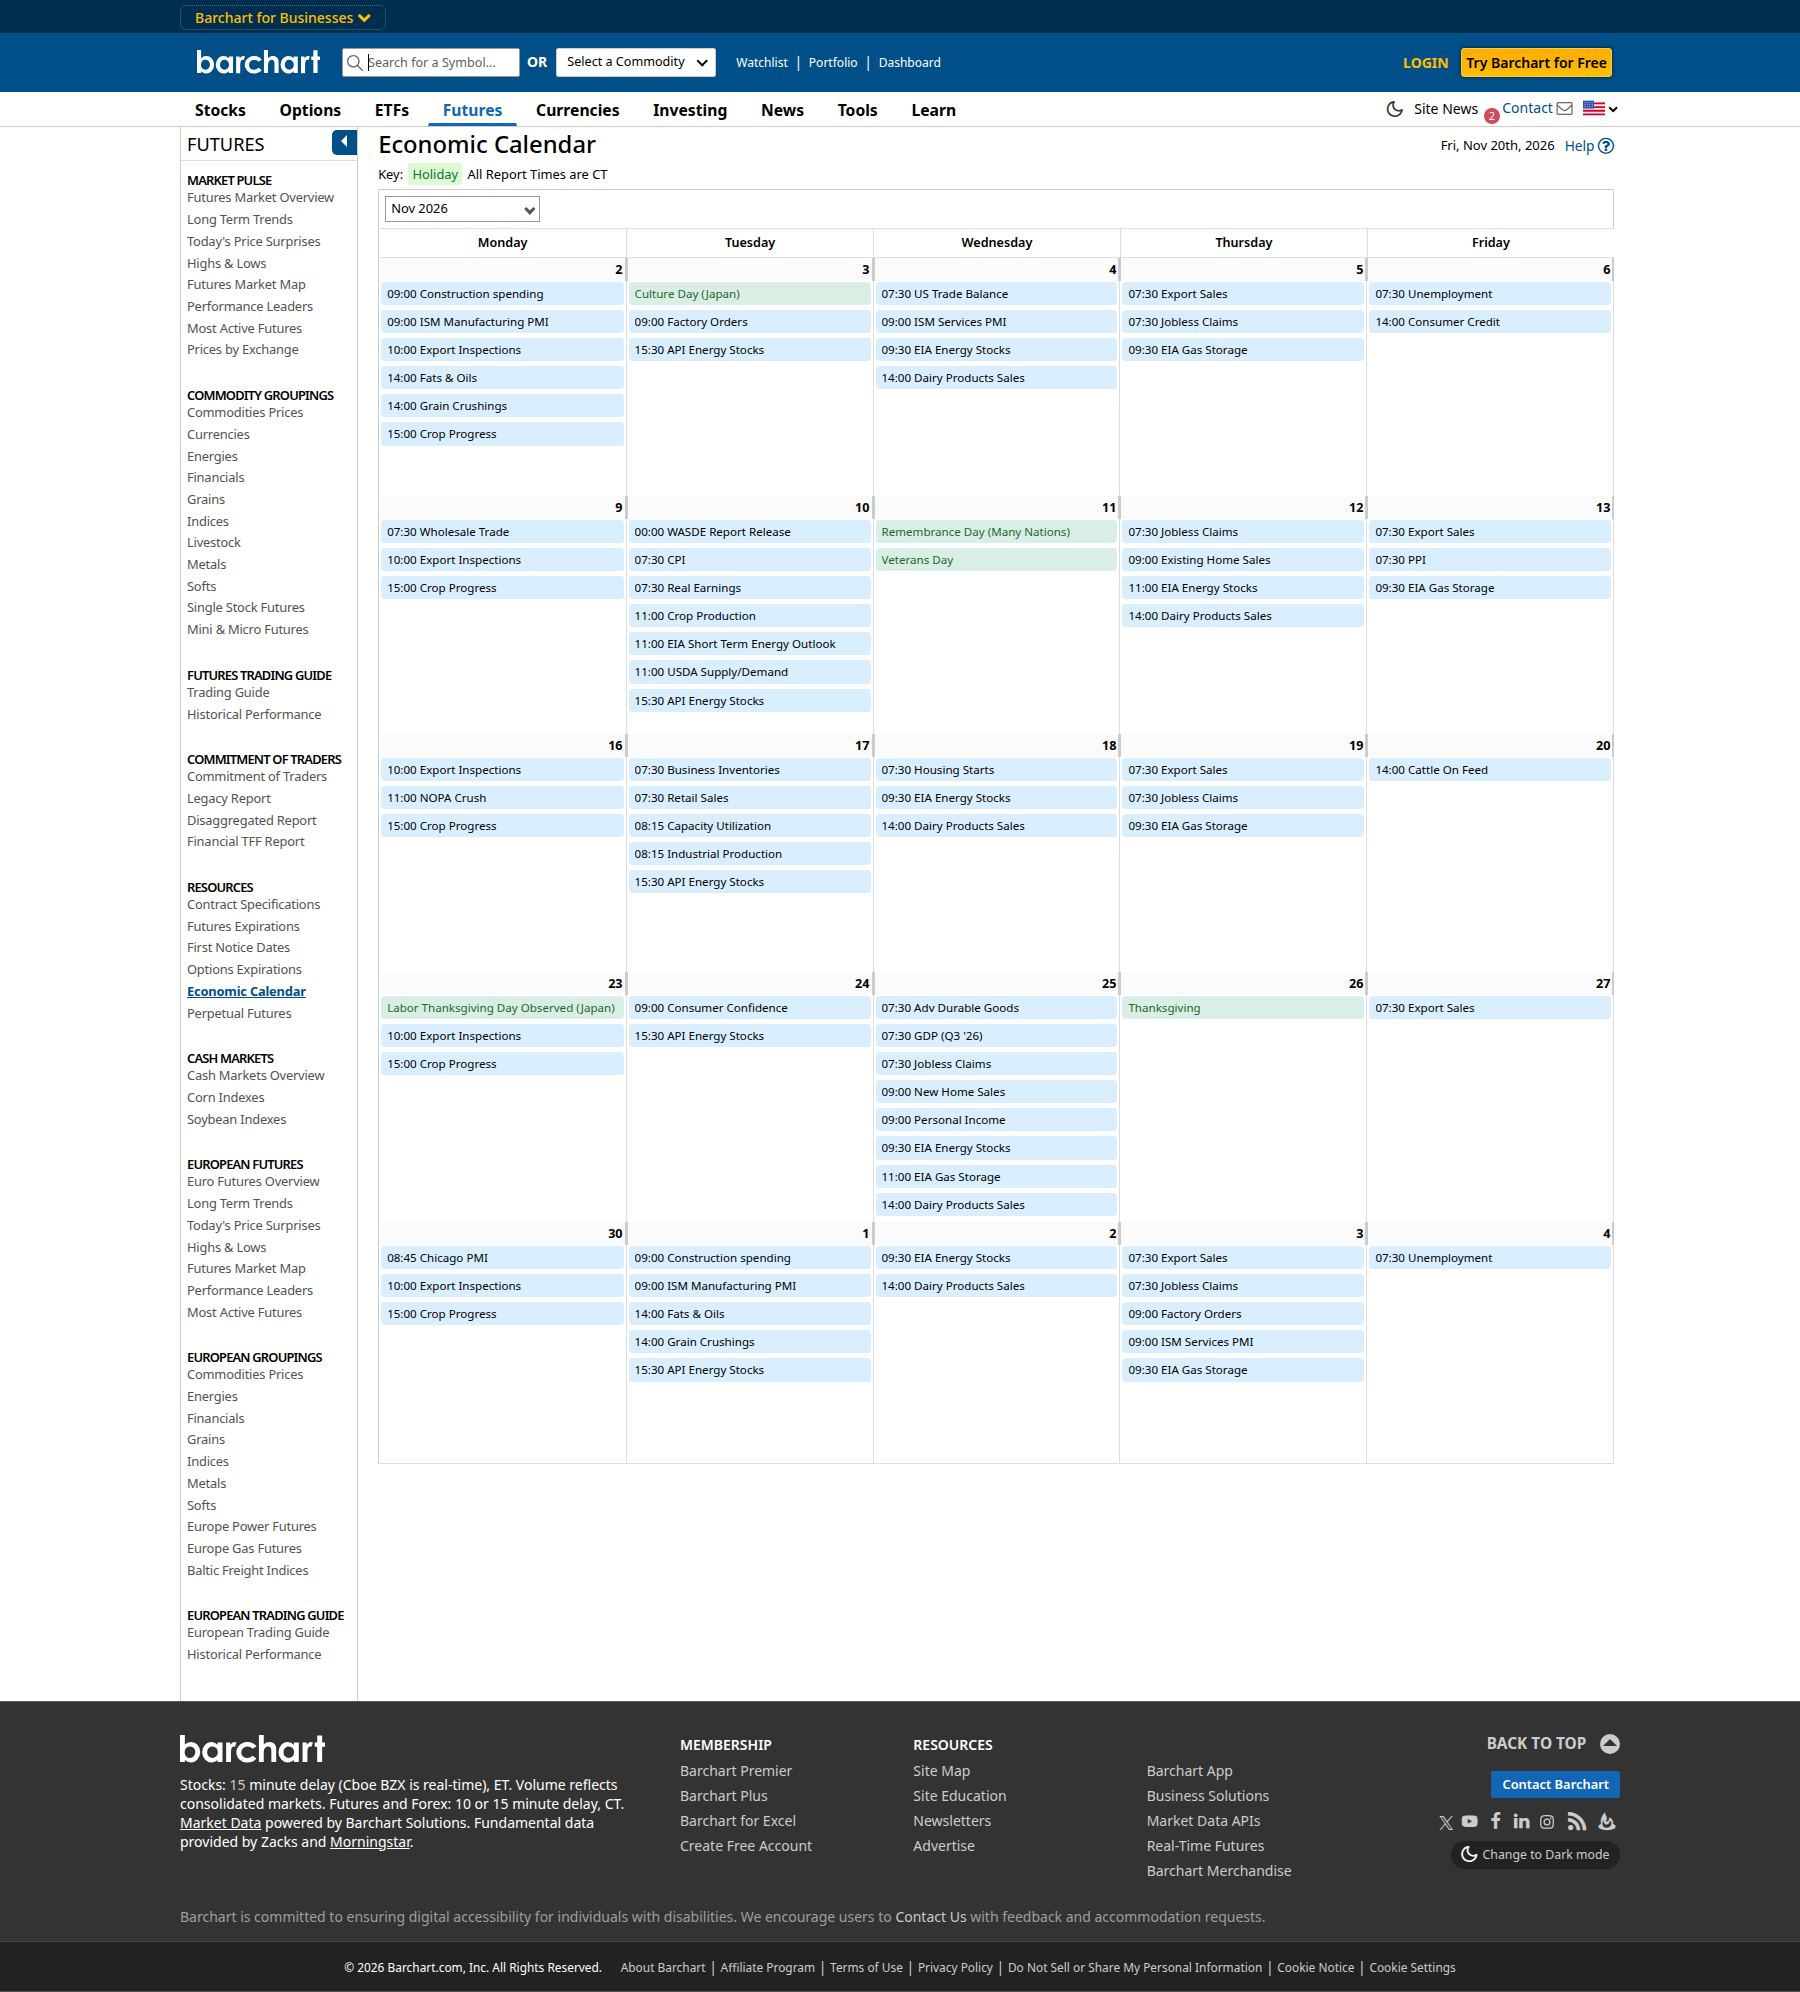 Barchart for Businesses
barchart
Search for a Symbol...
OR
Select a Commodity
Watchlist | Portfolio | Dashboard
LOGIN
Try Barchart for Free
Stocks
Options
ETFs
Futures
Currencies
Investing
News
Tools
Learn
Site News
2
Contact
FUTURES
MARKET PULSE
Futures Market Overview
Long Term Trends
Today's Price Surprises
Highs & Lows
Futures Market Map
Performance Leaders
Most Active Futures
Prices by Exchange
COMMODITY GROUPINGS
Commodities Prices
Currencies
Energies
Financials
Grains
Indices
Livestock
Metals
Softs
Single Stock Futures
Mini & Micro Futures
FUTURES TRADING GUIDE
Trading Guide
Historical Performance
COMMITMENT OF TRADERS
Commitment of Traders
Legacy Report
Disaggregated Report
Financial TFF Report
RESOURCES
Contract Specifications
Futures Expirations
First Notice Dates
Options Expirations
Economic Calendar
Perpetual Futures
CASH MARKETS
Cash Markets Overview
Corn Indexes
Soybean Indexes
EUROPEAN FUTURES
Euro Futures Overview
Long Term Trends
Today's Price Surprises
Highs & Lows
Futures Market Map
Performance Leaders
Most Active Futures
EUROPEAN GROUPINGS
Commodities Prices
Energies
Financials
Grains
Indices
Metals
Softs
Europe Power Futures
Europe Gas Futures
Baltic Freight Indices
EUROPEAN TRADING GUIDE
European Trading Guide
Historical Performance
Economic Calendar
Fri, Nov 20th, 2026
Help
Key: Holiday All Report Times are CT
Nov 2026
Monday
Tuesday
Wednesday
Thursday
Friday
2
09:00 Construction spending
09:00 ISM Manufacturing PMI
10:00 Export Inspections
14:00 Fats & Oils
14:00 Grain Crushings
15:00 Crop Progress
3
Culture Day (Japan)
09:00 Factory Orders
15:30 API Energy Stocks
4
07:30 US Trade Balance
09:00 ISM Services PMI
09:30 EIA Energy Stocks
14:00 Dairy Products Sales
5
07:30 Export Sales
07:30 Jobless Claims
09:30 EIA Gas Storage
6
07:30 Unemployment
14:00 Consumer Credit
9
07:30 Wholesale Trade
10:00 Export Inspections
15:00 Crop Progress
10
00:00 WASDE Report Release
07:30 CPI
07:30 Real Earnings
11:00 Crop Production
11:00 EIA Short Term Energy Outlook
11:00 USDA Supply/Demand
15:30 API Energy Stocks
11
Remembrance Day (Many Nations)
Veterans Day
12
07:30 Jobless Claims
09:00 Existing Home Sales
11:00 EIA Energy Stocks
14:00 Dairy Products Sales
13
07:30 Export Sales
07:30 PPI
09:30 EIA Gas Storage
16
10:00 Export Inspections
11:00 NOPA Crush
15:00 Crop Progress
17
07:30 Business Inventories
07:30 Retail Sales
08:15 Capacity Utilization
08:15 Industrial Production
15:30 API Energy Stocks
18
07:30 Housing Starts
09:30 EIA Energy Stocks
14:00 Dairy Products Sales
19
07:30 Export Sales
07:30 Jobless Claims
09:30 EIA Gas Storage
20
14:00 Cattle On Feed
23
Labor Thanksgiving Day Observed (Japan)
10:00 Export Inspections
15:00 Crop Progress
24
09:00 Consumer Confidence
15:30 API Energy Stocks
25
07:30 Adv Durable Goods
07:30 GDP (Q3 '26)
07:30 Jobless Claims
09:00 New Home Sales
09:00 Personal Income
09:30 EIA Energy Stocks
11:00 EIA Gas Storage
14:00 Dairy Products Sales
26
Thanksgiving
27
07:30 Export Sales
30
08:45 Chicago PMI
10:00 Export Inspections
15:00 Crop Progress
1
09:00 Construction spending
09:00 ISM Manufacturing PMI
14:00 Fats & Oils
14:00 Grain Crushings
15:30 API Energy Stocks
2
09:30 EIA Energy Stocks
14:00 Dairy Products Sales
3
07:30 Export Sales
07:30 Jobless Claims
09:00 Factory Orders
09:00 ISM Services PMI
09:30 EIA Gas Storage
4
07:30 Unemployment
barchart
Stocks: 15 minute delay (Cboe BZX is real-time), ET. Volume reflects
consolidated markets. Futures and Forex: 10 or 15 minute delay, CT.
Market Data powered by Barchart Solutions. Fundamental data
provided by Zacks and Morningstar.
MEMBERSHIP
Barchart Premier
Barchart Plus
Barchart for Excel
Create Free Account
RESOURCES
Site Map
Site Education
Newsletters
Advertise
Barchart App
Business Solutions
Market Data APIs
Real-Time Futures
Barchart Merchandise
BACK TO TOP
Contact Barchart
Change to Dark mode
Barchart is committed to ensuring digital accessibility for individuals with disabilities. We encourage users to Contact Us with feedback and accommodation requests.
© 2026 Barchart.com, Inc. All Rights Reserved. About Barchart | Affiliate Program | Terms of Use | Privacy Policy | Do Not Sell or Share My Personal Information | Cookie Notice | Cookie Settings